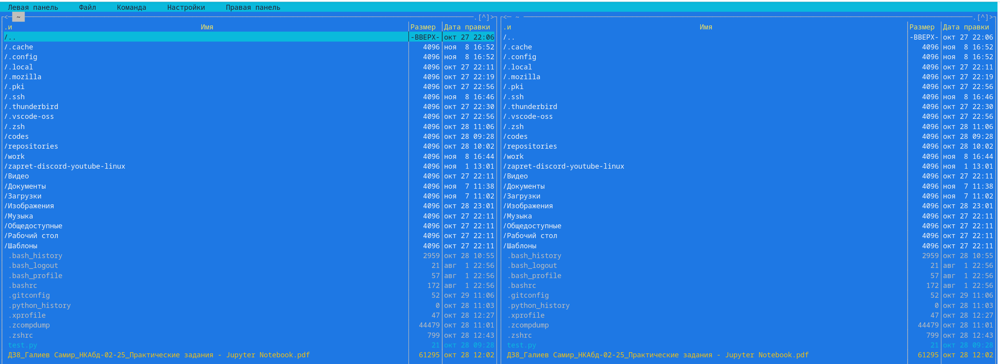 Левая панель Файл Команда Настройки Правая панель
<─ ~ .[^]> <─ ~ .[^]>
.и Имя Размер Дата правки .и Имя Размер Дата правки
/.. -ВВЕРХ- окт 27 22:06 /.. -ВВЕРХ- окт 27 22:06
/.cache 4096 ноя 8 16:52 /.cache 4096 ноя 8 16:52
/.config 4096 ноя 8 16:52 /.config 4096 ноя 8 16:52
/.local 4096 окт 27 22:11 /.local 4096 окт 27 22:11
/.mozilla 4096 окт 27 22:19 /.mozilla 4096 окт 27 22:19
/.pki 4096 окт 27 22:56 /.pki 4096 окт 27 22:56
/.ssh 4096 ноя 8 16:46 /.ssh 4096 ноя 8 16:46
/.thunderbird 4096 окт 27 22:30 /.thunderbird 4096 окт 27 22:30
/.vscode-oss 4096 окт 27 22:56 /.vscode-oss 4096 окт 27 22:56
/.zsh 4096 окт 28 11:06 /.zsh 4096 окт 28 11:06
/codes 4096 окт 28 09:28 /codes 4096 окт 28 09:28
/repositories 4096 окт 28 10:02 /repositories 4096 окт 28 10:02
/work 4096 ноя 8 16:44 /work 4096 ноя 8 16:44
/zapret-discord-youtube-linux 4096 ноя 1 13:01 /zapret-discord-youtube-linux 4096 ноя 1 13:01
/Видео 4096 окт 27 22:11 /Видео 4096 окт 27 22:11
/Документы 4096 ноя 7 11:38 /Документы 4096 ноя 7 11:38
/Загрузки 4096 ноя 7 11:02 /Загрузки 4096 ноя 7 11:02
/Изображения 4096 окт 28 23:01 /Изображения 4096 окт 28 23:01
/Музыка 4096 окт 27 22:11 /Музыка 4096 окт 27 22:11
/Общедоступные 4096 окт 27 22:11 /Общедоступные 4096 окт 27 22:11
/Рабочий стол 4096 окт 27 22:11 /Рабочий стол 4096 окт 27 22:11
/Шаблоны 4096 окт 27 22:11 /Шаблоны 4096 окт 27 22:11
.bash_history 2959 окт 28 10:55 .bash_history 2959 окт 28 10:55
.bash_logout 21 авг 1 22:56 .bash_logout 21 авг 1 22:56
.bash_profile 57 авг 1 22:56 .bash_profile 57 авг 1 22:56
.bashrc 172 авг 1 22:56 .bashrc 172 авг 1 22:56
.gitconfig 52 окт 29 11:06 .gitconfig 52 окт 29 11:06
.python_history 0 окт 28 11:03 .python_history 0 окт 28 11:03
.xprofile 47 окт 28 12:27 .xprofile 47 окт 28 12:27
.zcompdump 44479 окт 28 11:01 .zcompdump 44479 окт 28 11:01
.zshrc 799 окт 28 12:43 .zshrc 799 окт 28 12:43
test.py 21 окт 28 09:28 test.py 21 окт 28 09:28
ДЗ8_Галиев Самир_НКАбд-02-25_Практические задания - Jupyter Notebook.pdf 61295 окт 28 12:02 ДЗ8_Галиев Самир_НКАбд-02-25_Практические задания - Jupyter Notebook.pdf 61295 окт 28 12:02